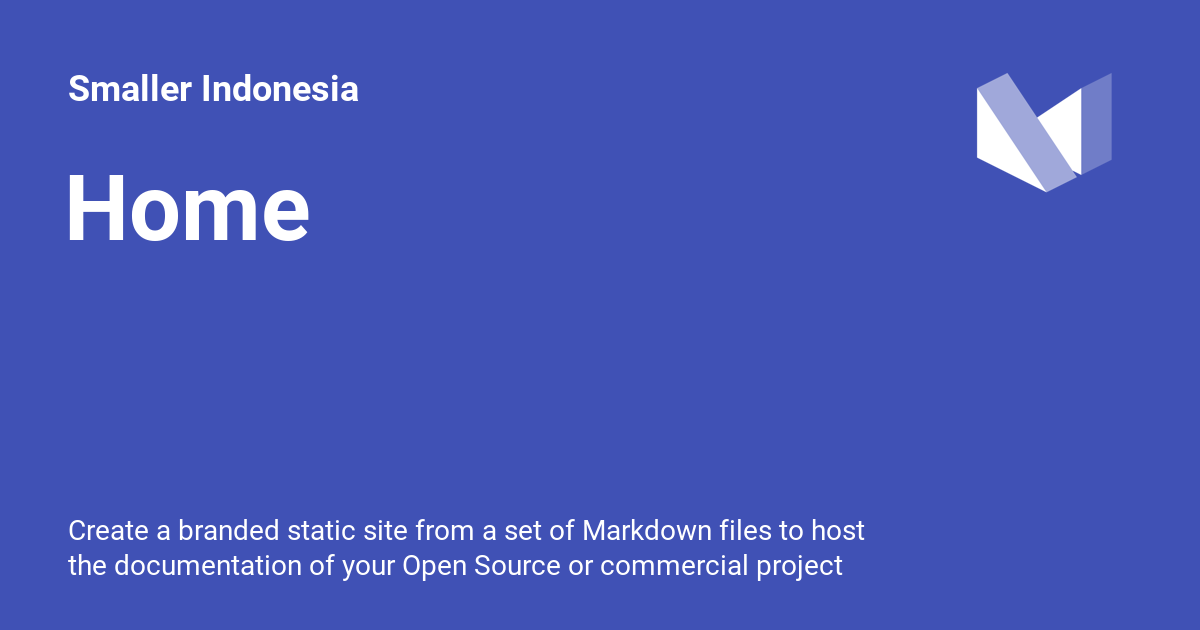 Smaller Indonesia
Home
Create a branded static site from a set of Markdown files to host
the documentation of your Open Source or commercial project